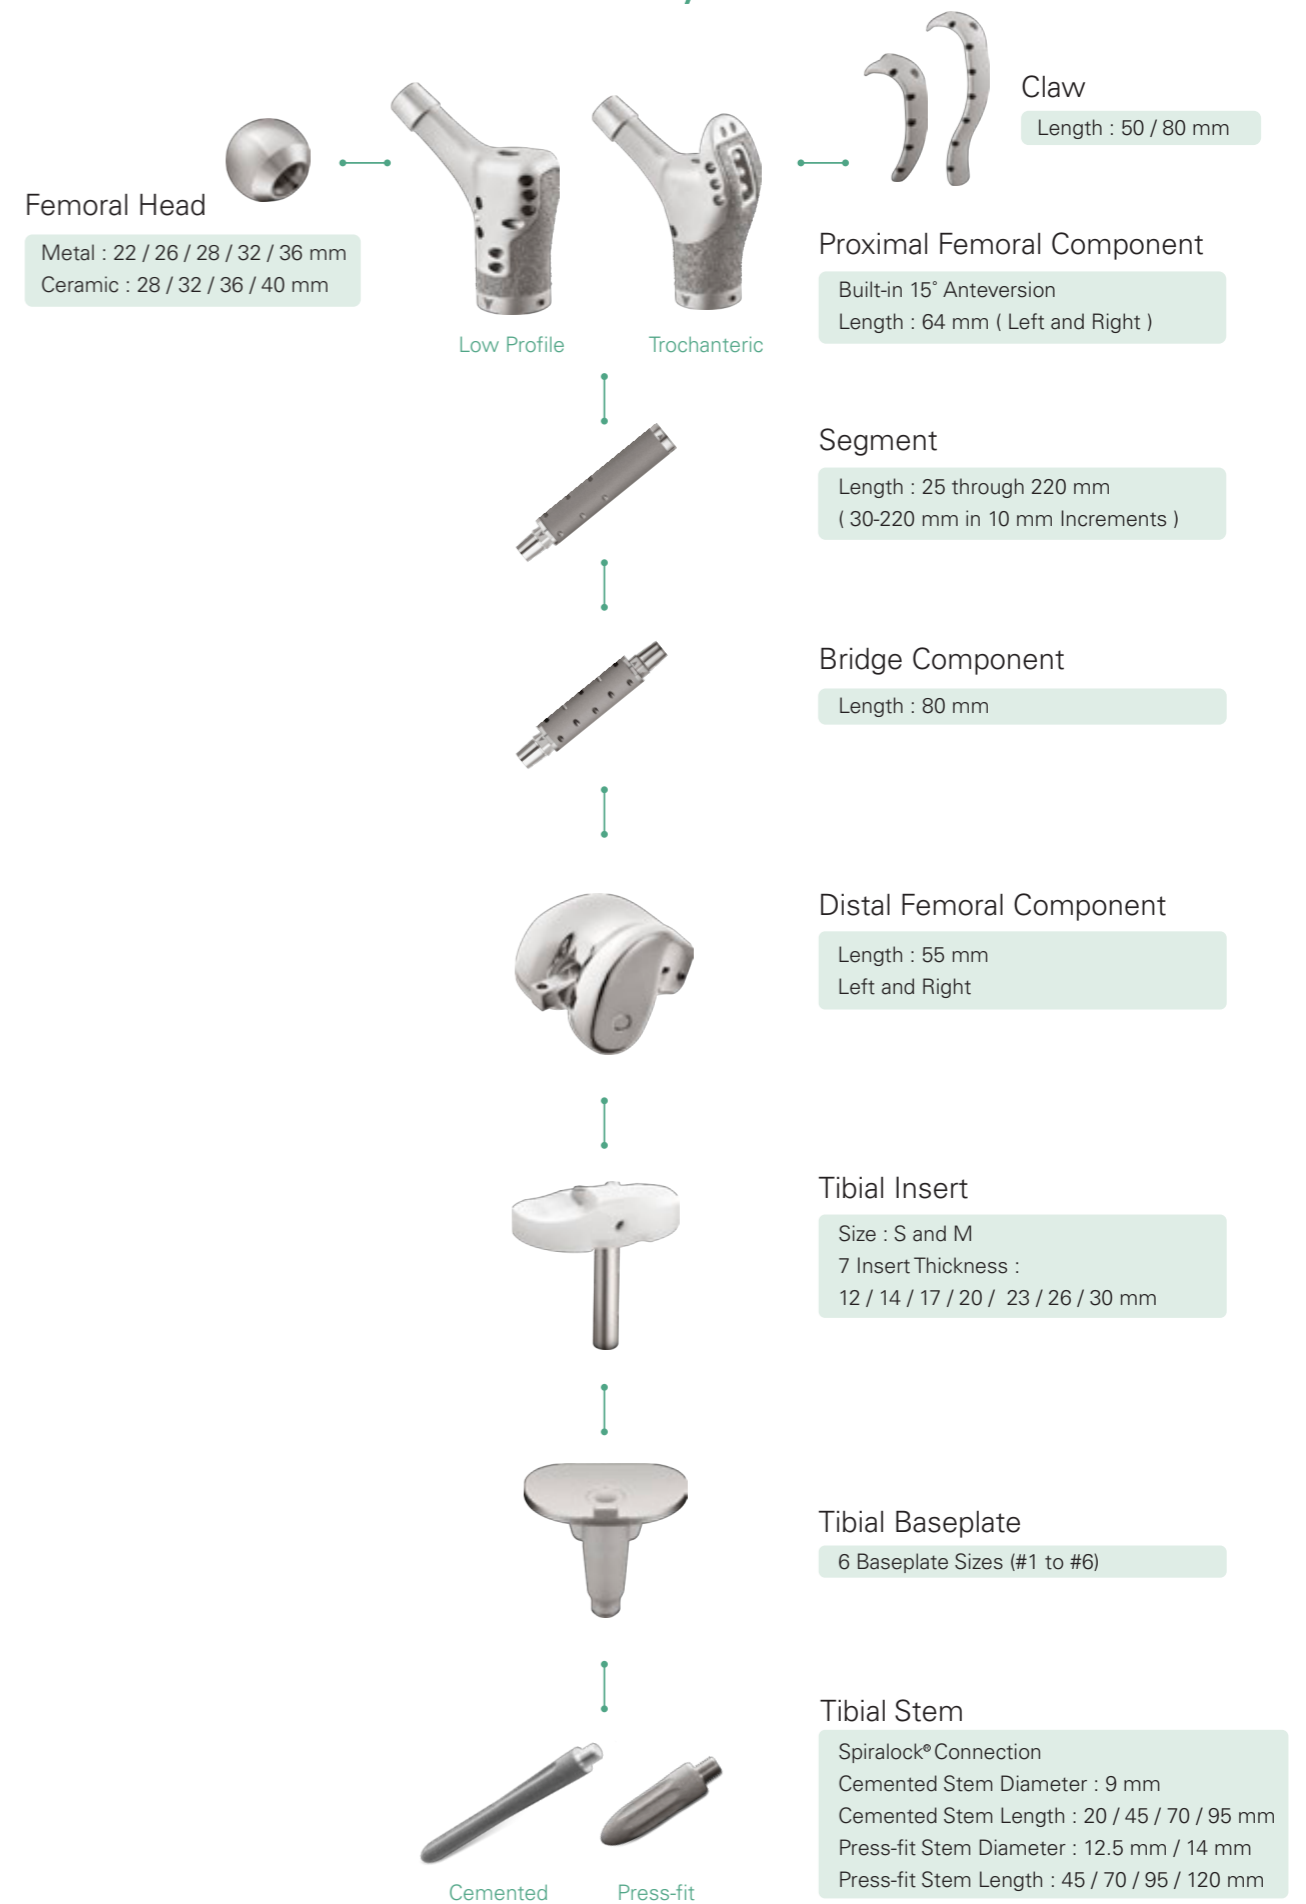 Claw
Length : 50 / 80 mm
Femoral Head
Metal : 22 / 26 / 28 / 32 / 36 mm
Ceramic : 28 / 32 / 36 / 40 mm
Low Profile
Trochanteric
Proximal Femoral Component
Built-in 15˚ Anteversion
Length : 64 mm ( Left and Right )
Segment
Length : 25 through 220 mm
( 30-220 mm in 10 mm Increments )
Bridge Component
Length : 80 mm
Distal Femoral Component
Length : 55 mm
Left and Right
Tibial Insert
Size : S and M
7 Insert Thickness :
12 / 14 / 17 / 20 / 23 / 26 / 30 mm
Tibial Baseplate
6 Baseplate Sizes (#1 to #6)
Tibial Stem
Spiralock® Connection
Cemented Stem Diameter : 9 mm
Cemented Stem Length : 20 / 45 / 70 / 95 mm
Press-fit Stem Diameter : 12.5 mm / 14 mm
Press-fit Stem Length : 45 / 70 / 95 / 120 mm
Cemented
Press-fit